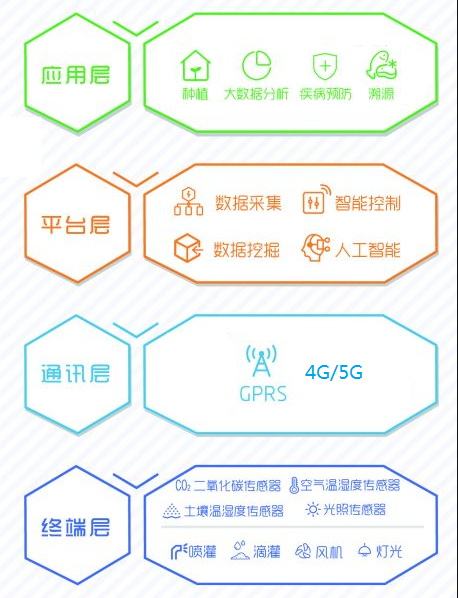 应用层
种植 大数据分析 疾病预防 溯源
平台层
数据采集 智能控制
数据挖掘 人工智能
通讯层
4G/5G
GPRS
终端层
CO₂ 二氧化碳传感器 空气温湿度传感器
土壤温湿度传感器 光照传感器
喷灌 滴灌 风机 灯光